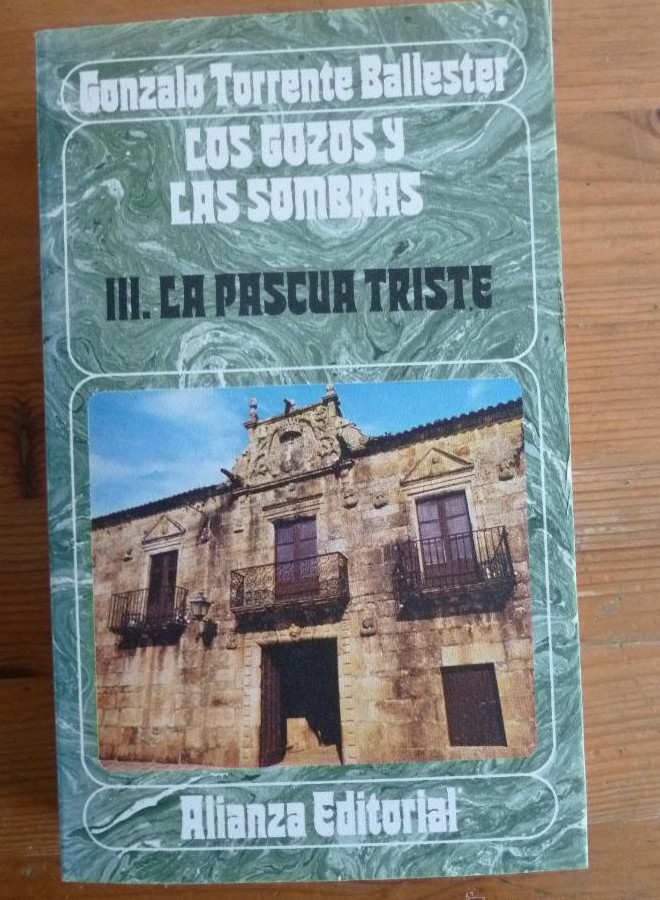 Gonzalo Torrente Ballester
LOS GOZOS Y
LAS SOMBRAS
III. LA PASCUA TRISTE
Alianza Editorial